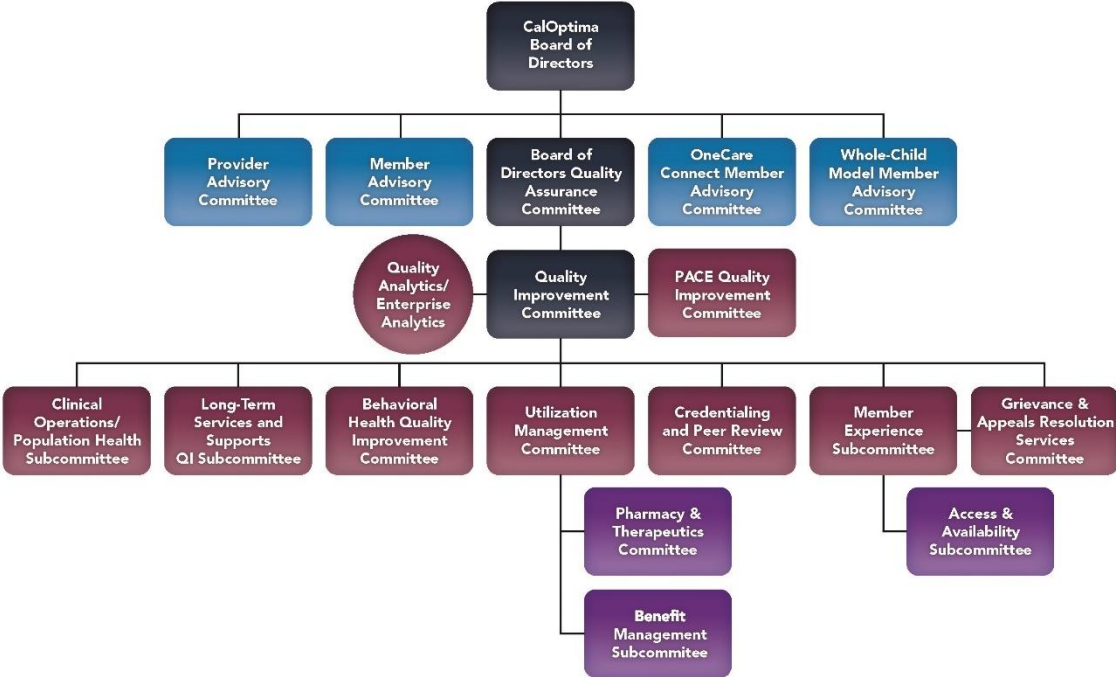 CalOptima
Board of
Directors
Provider
Advisory
Committee
Member
Advisory
Committee
Board of
Directors Quality
Assurance
Committee
OneCare
Connect Member
Advisory
Committee
Whole-Child
Model Member
Advisory
Committee
Quality
Analytics/
Enterprise
Analytics
Quality
Improvement
Committee
PACE Quality
Improvement
Committee
Clinical
Operations/
Population Health
Subcommittee
Long-Term
Services and
Supports
QI Subcommittee
Behavioral
Health Quality
Improvement
Committee
Utilization
Management
Committee
Credentialing
and Peer Review
Committee
Member
Experience
Subcommittee
Grievance &
Appeals Resolution
Services
Committee
Pharmacy &
Therapeutics
Committee
Access &
Availability
Subcommittee
Benefit
Management
Subcommitee